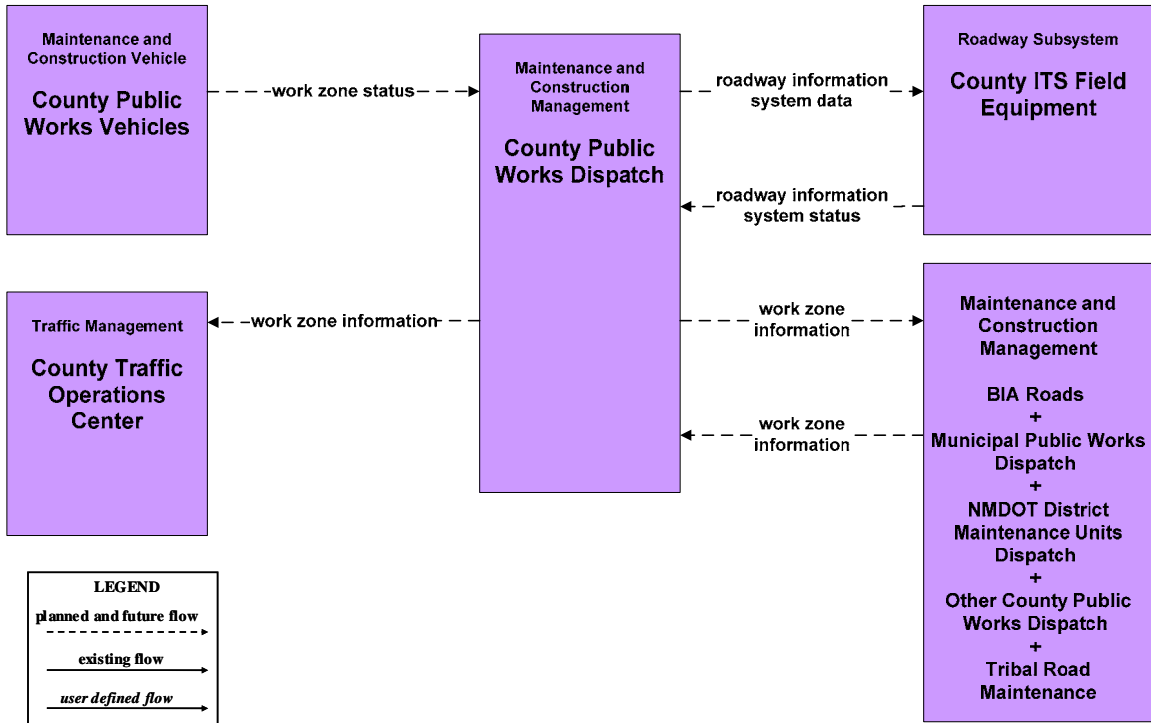 Maintenance and
Construction Vehicle
County Public
Works Vehicles
work zone status
Maintenance and
Construction
Management
County Public
Works Dispatch
roadway information
system data
Roadway Subsystem
County ITS Field
Equipment
roadway information
system status
Traffic Management
County Traffic
Operations
Center
work zone information
work zone
information
work zone
information
Maintenance and
Construction
Management
BIA Roads
+
Municipal Public Works
Dispatch
+
NMDOT District
Maintenance Units
Dispatch
+
Other County Public
Works Dispatch
+
Tribal Road
Maintenance
LEGEND
planned and future flow
existing flow
user defined flow